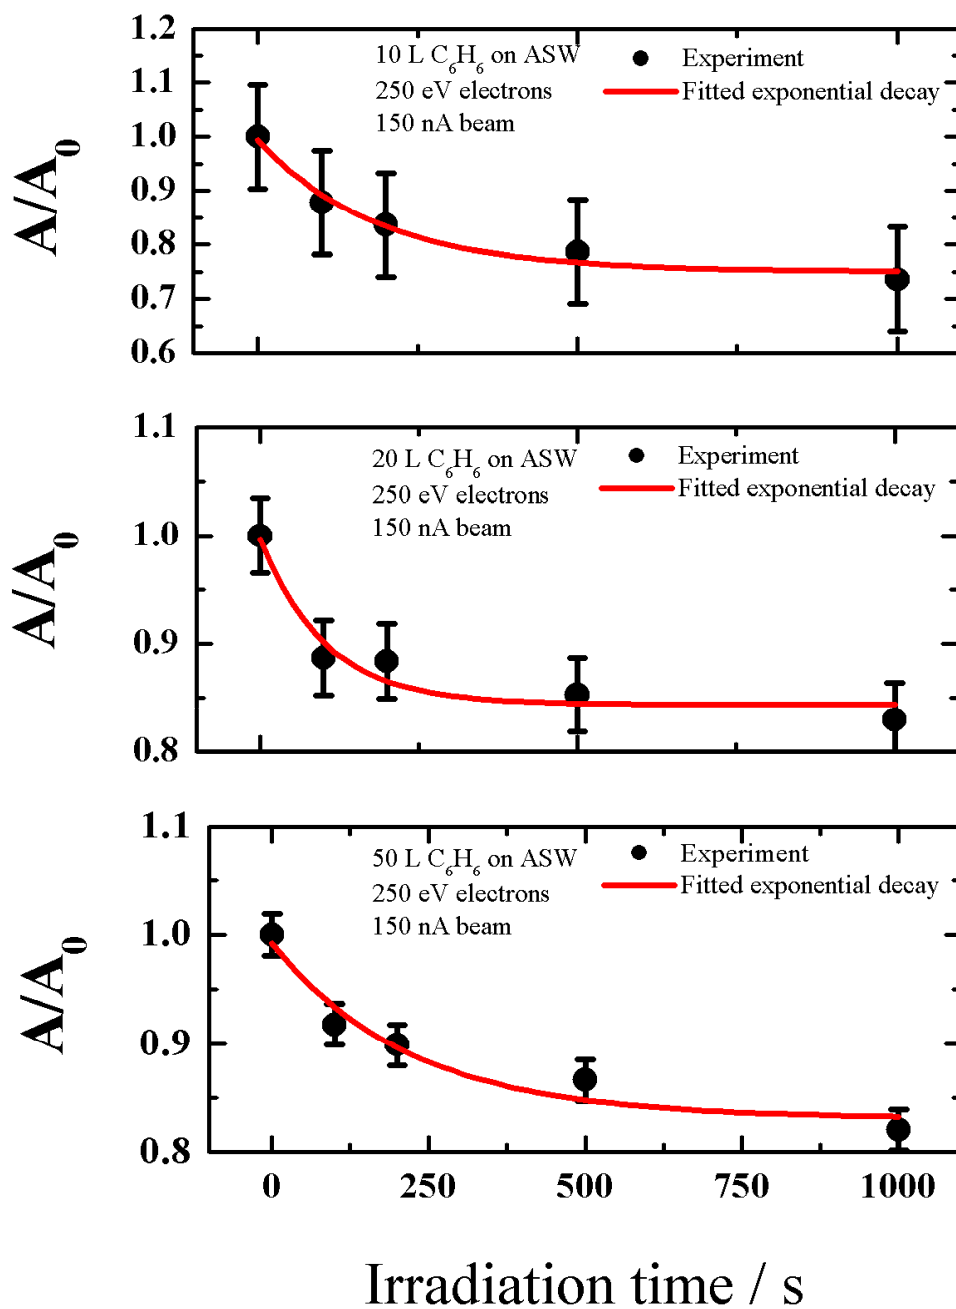 1.2
1.1
1.0
0.9
0.8
0.7
0.6
A/A₀
10 L C₆H₆ on ASW
250 eV electrons
150 nA beam
Experiment
Fitted exponential decay
1.1
1.0
0.9
0.8
A/A₀
20 L C₆H₆ on ASW
250 eV electrons
150 nA beam
Experiment
Fitted exponential decay
1.1
1.0
0.9
0.8
A/A₀
50 L C₆H₆ on ASW
250 eV electrons
150 nA beam
Experiment
Fitted exponential decay
0 250 500 750 1000
Irradiation time / s